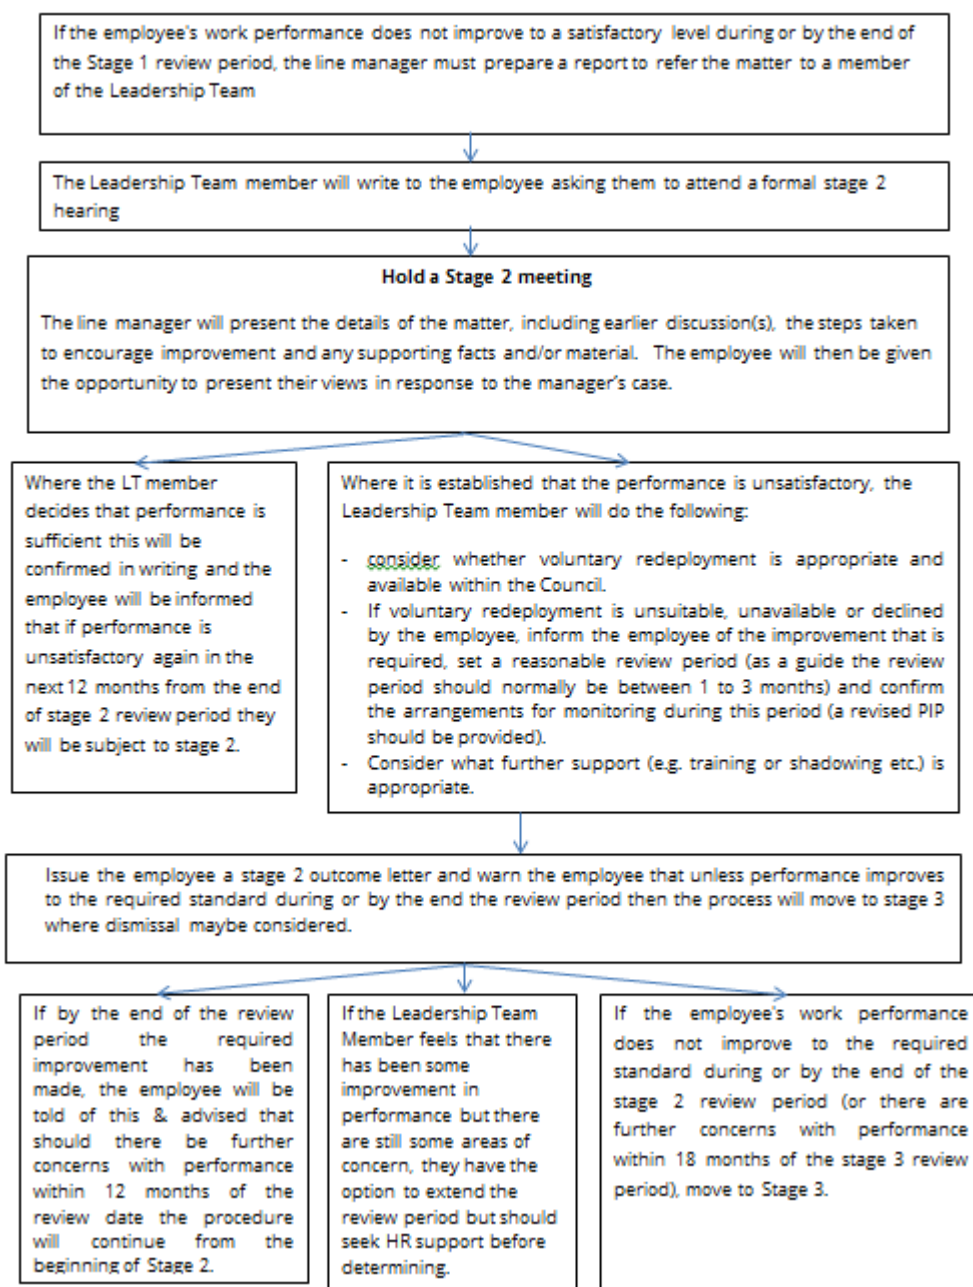 If the employee's work performance does not improve to a satisfactory level during or by the end of
the Stage 1 review period, the line manager must prepare a report to refer the matter to a member
of the Leadership Team
The Leadership Team member will write to the employee asking them to attend a formal stage 2
hearing
Hold a Stage 2 meeting
The line manager will present the details of the matter, including earlier discussion(s), the steps taken
to encourage improvement and any supporting facts and/or material. The employee will then be given
the opportunity to present their views in response to the manager's case.
Where the LT member
decides that performance is
sufficient this will be
confirmed in writing and the
employee will be informed
that if performance is
unsatisfactory again in the
next 12 months from the end
of stage 2 review period they
will be subject to stage 2.
Where it is established that the performance is unsatisfactory, the
Leadership Team member will do the following:
- consider whether voluntary redeployment is appropriate and
available within the Council.
- If voluntary redeployment is unsuitable, unavailable or declined
by the employee, inform the employee of the improvement that is
required, set a reasonable review period (as a guide the review
period should normally be between 1 to 3 months) and confirm
the arrangements for monitoring during this period (a revised PIP
should be provided).
- Consider what further support (e.g. training or shadowing etc.) is
appropriate.
Issue the employee a stage 2 outcome letter and warn the employee that unless performance improves
to the required standard during or by the end the review period then the process will move to stage 3
where dismissal maybe considered.
If by the end of the review
period the required
improvement has been
made, the employee will be
told of this & advised that
should there be further
concerns with performance
within 12 months of the
review date the procedure
will continue from the
beginning of Stage 2.
If the Leadership Team
Member feels that there
has been some
improvement in
performance but there
are still some areas of
concern, they have the
option to extend the
review period but should
seek HR support before
determining.
If the employee's work performance
does not improve to the required
standard during or by the end of the
stage 2 review period (or there are
further concerns with performance
within 18 months of the stage 3 review
period), move to Stage 3.